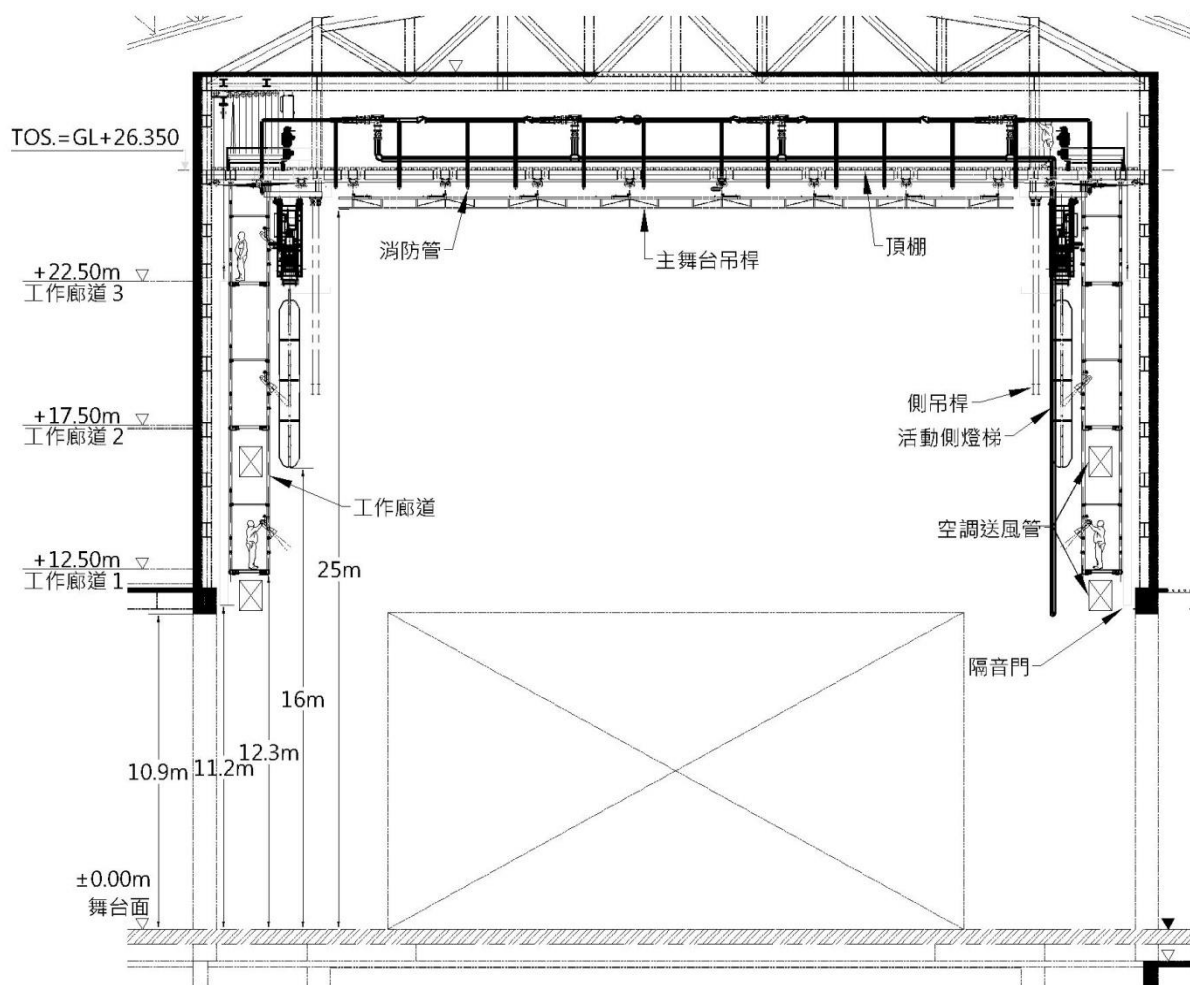 TOS.=GL+26.350
消防管
主舞台吊桿
頂棚
+22.50m
工作廊道 3
側吊桿
活動側燈梯
+17.50m
工作廊道 2
工作廊道
空調送風管
+12.50m
工作廊道 1
25m
隔音門
16m
12.3m
11.2m
10.9m
±0.00m
舞台面